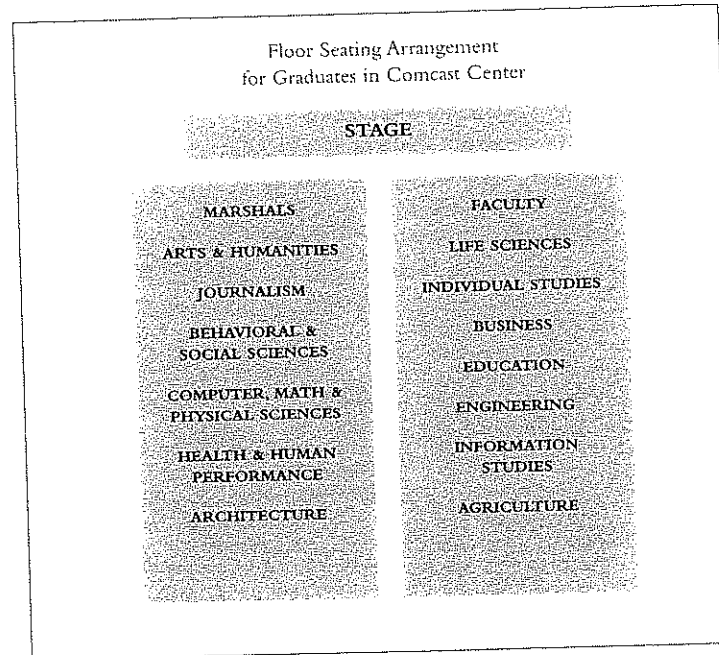 Floor Seating Arrangement
for Graduates in Comcast Center
STAGE
MARSHALS
ARTS & HUMANITIES
JOURNALISM
BEHAVIORAL &
SOCIAL SCIENCES
COMPUTER, MATH &
PHYSICAL SCIENCES
HEALTH & HUMAN
PERFORMANCE
ARCHITECTURE
FACULTY
LIFE SCIENCES
INDIVIDUAL STUDIES
BUSINESS
EDUCATION
ENGINEERING
INFORMATION
STUDIES
AGRICULTURE